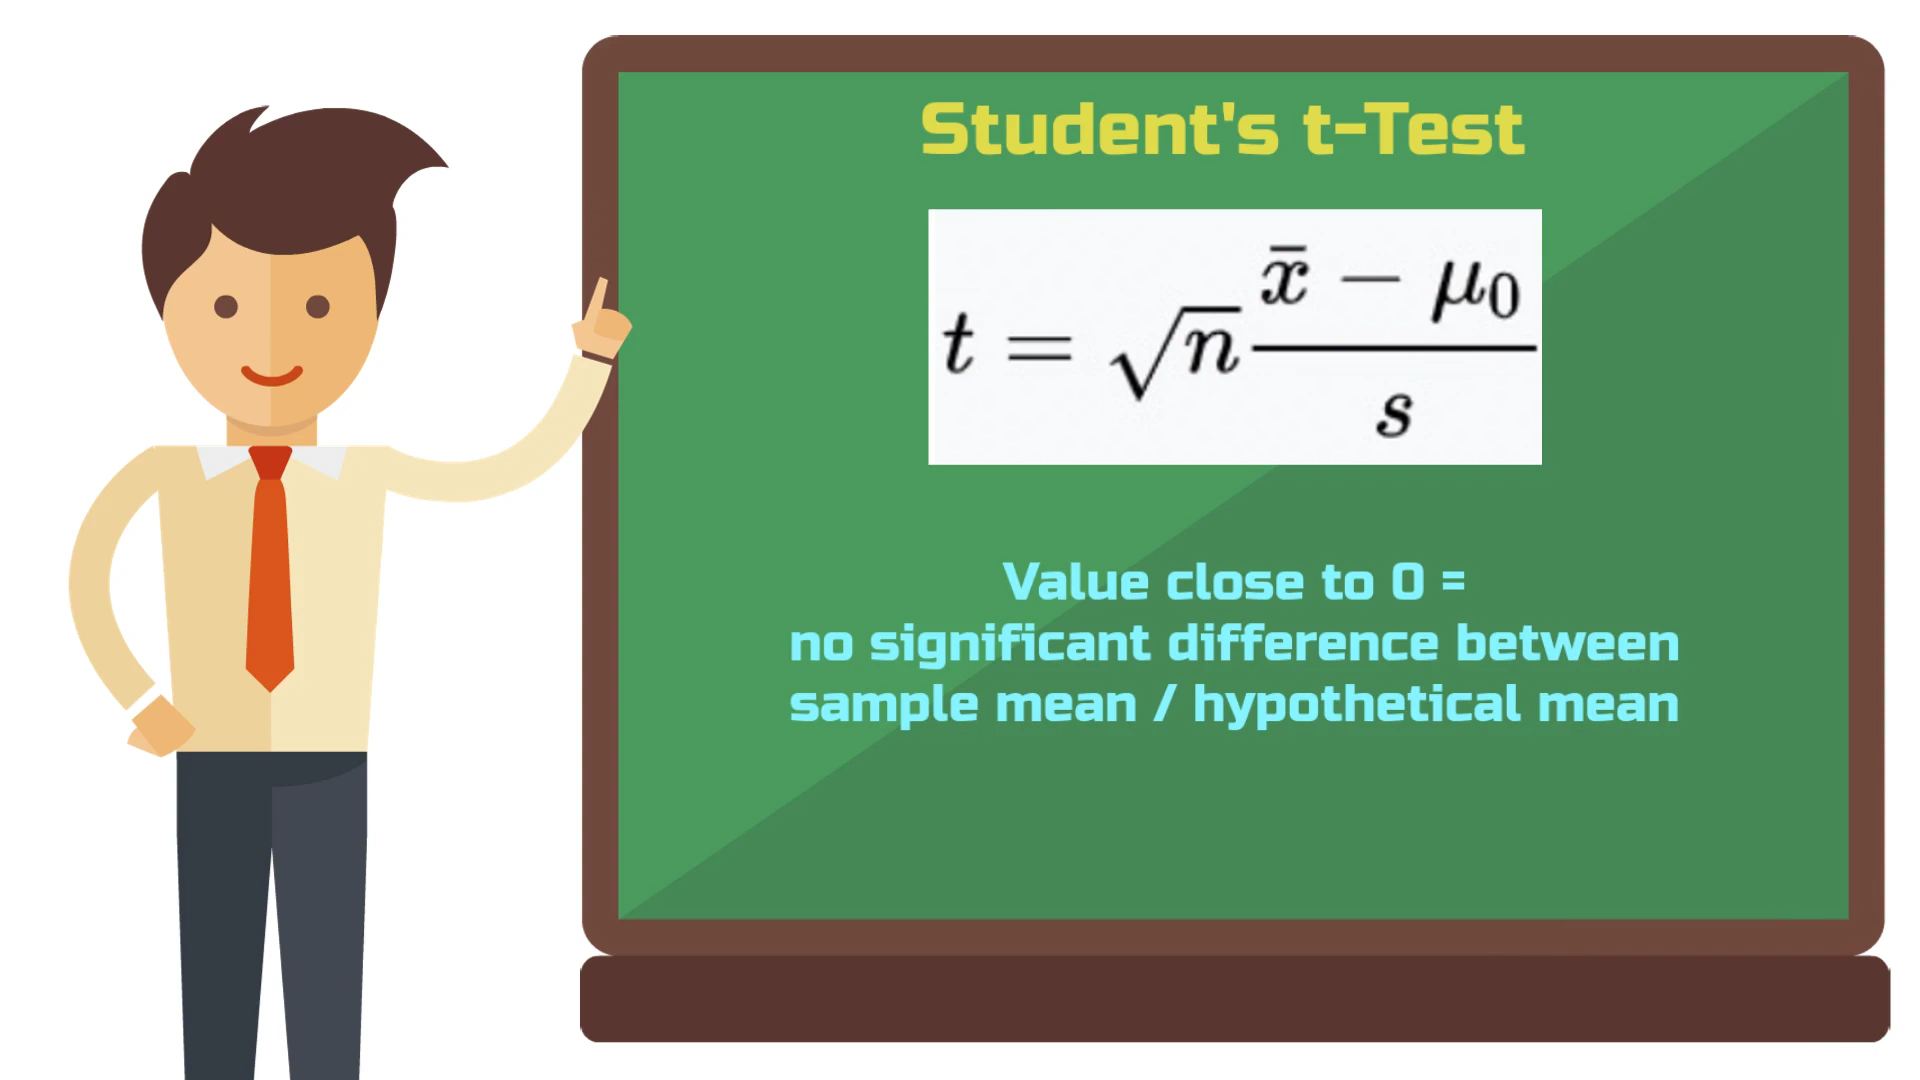 Student's t-Test
t = √n (x̄ − μ₀) / s
Value close to 0 =
no significant difference between
sample mean / hypothetical mean